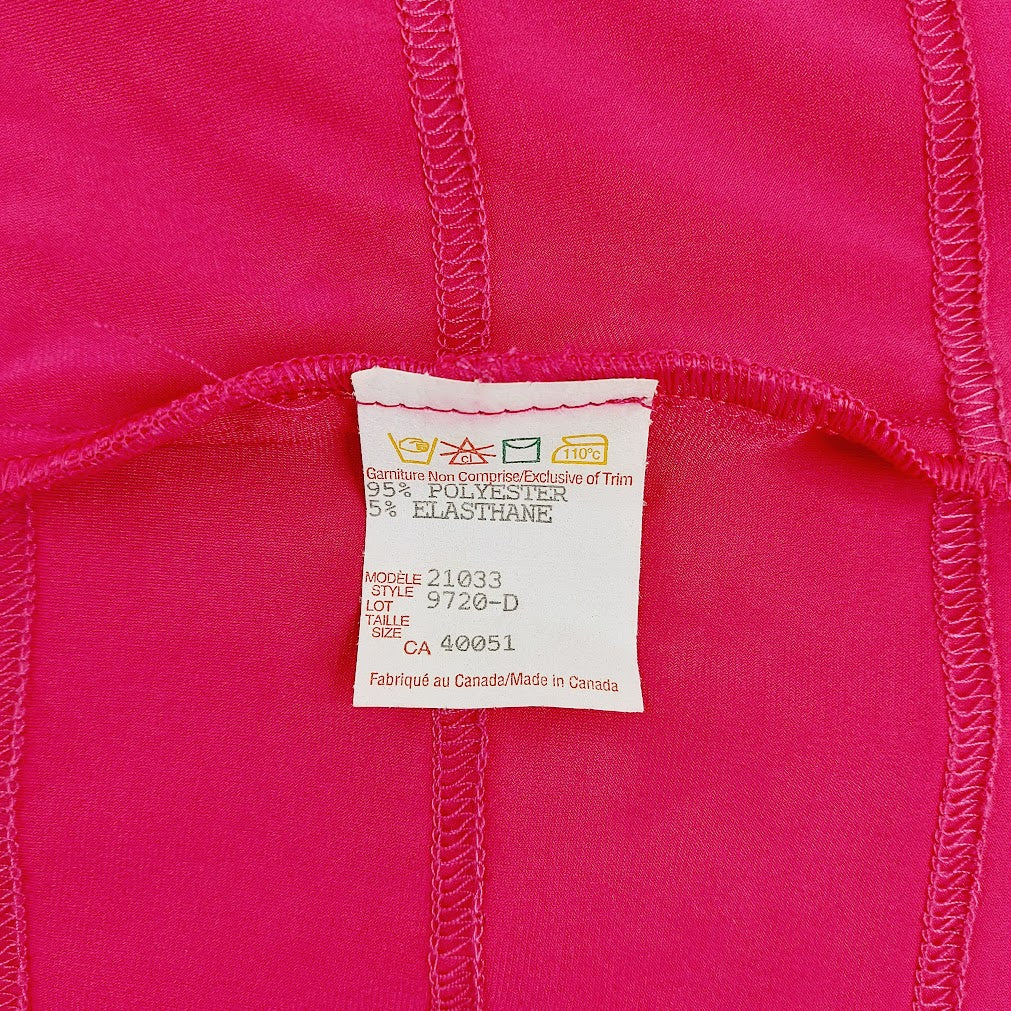 cl
110°c
Garniture Non Comprise/Exclusive of Trim
95% POLYESTER
5% ELASTHANE
MODÈLE 21033
STYLE
LOT 9720-D
TAILLE
SIZE
CA 40051
Fabriqué au Canada/Made in Canada